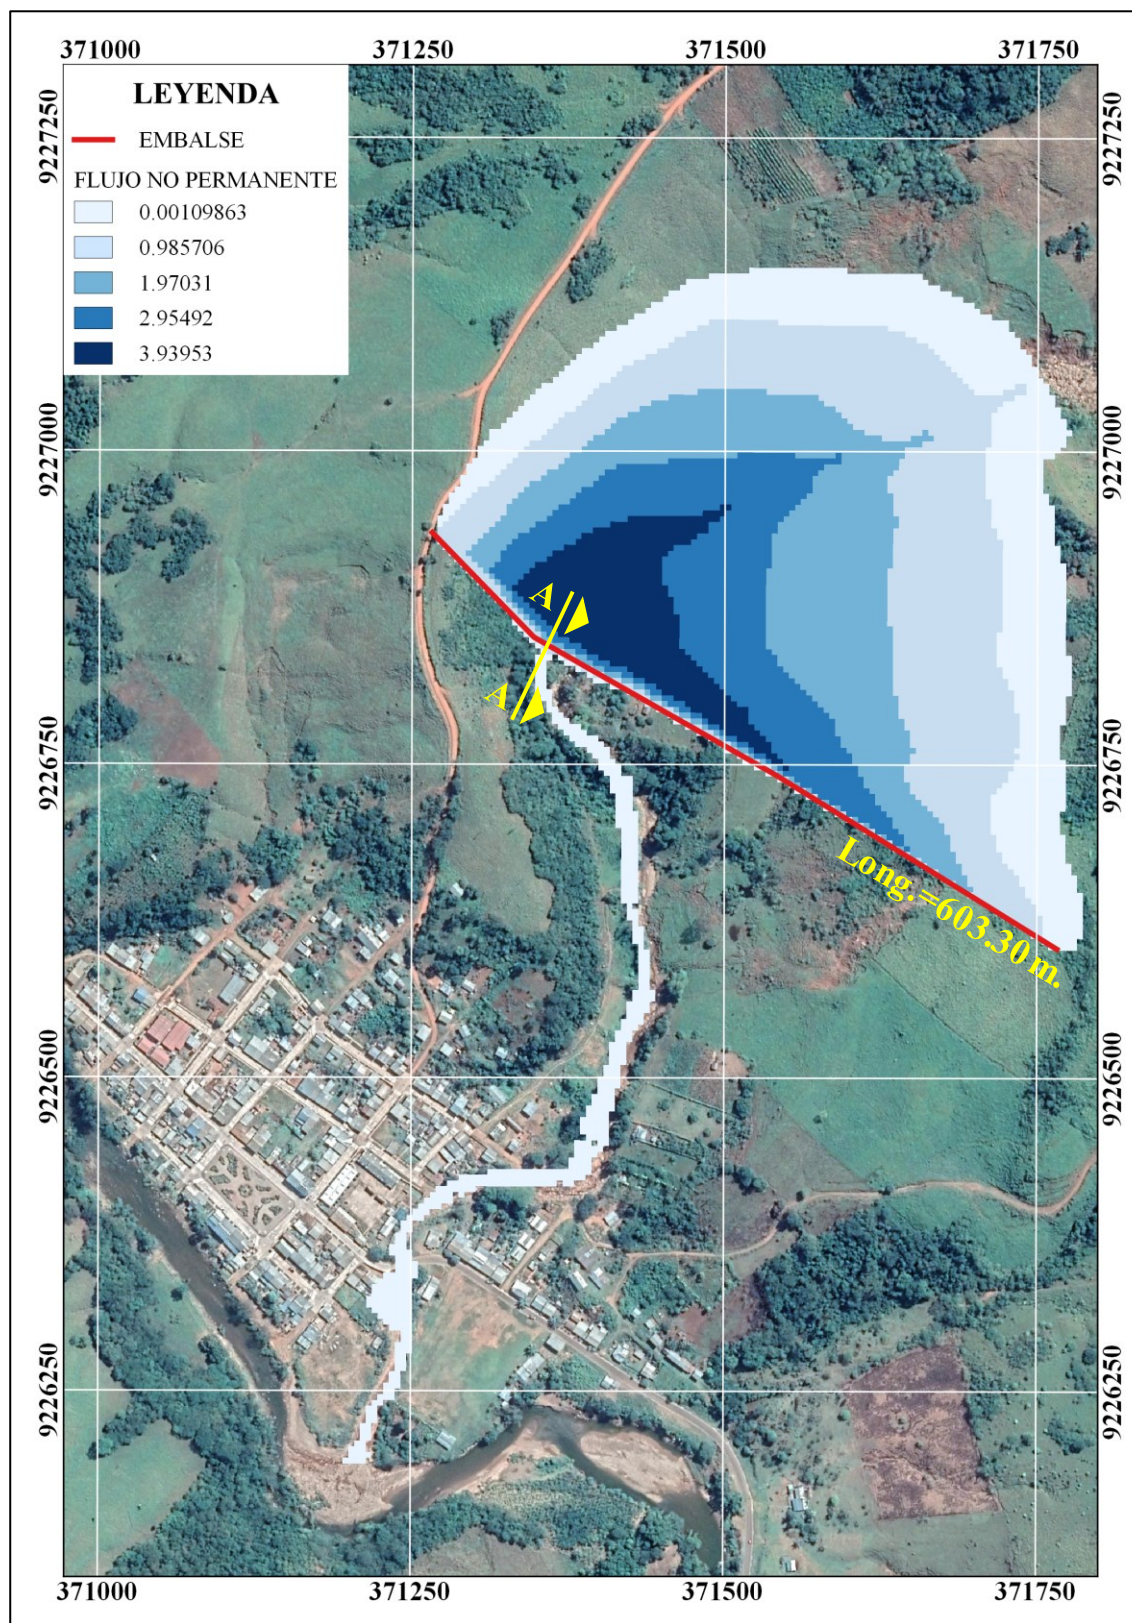 371000 371250 371500 371750
LEYENDA
EMBALSE
FLUJO NO PERMANENTE
0.00109863
0.985706
1.97031
2.95492
3.93953
9227250 9227250
9227000 9227000
A
A
9226750 9226750
Long.=603.30 m.
9226500 9226500
9226250 9226250
371000 371250 371500 371750